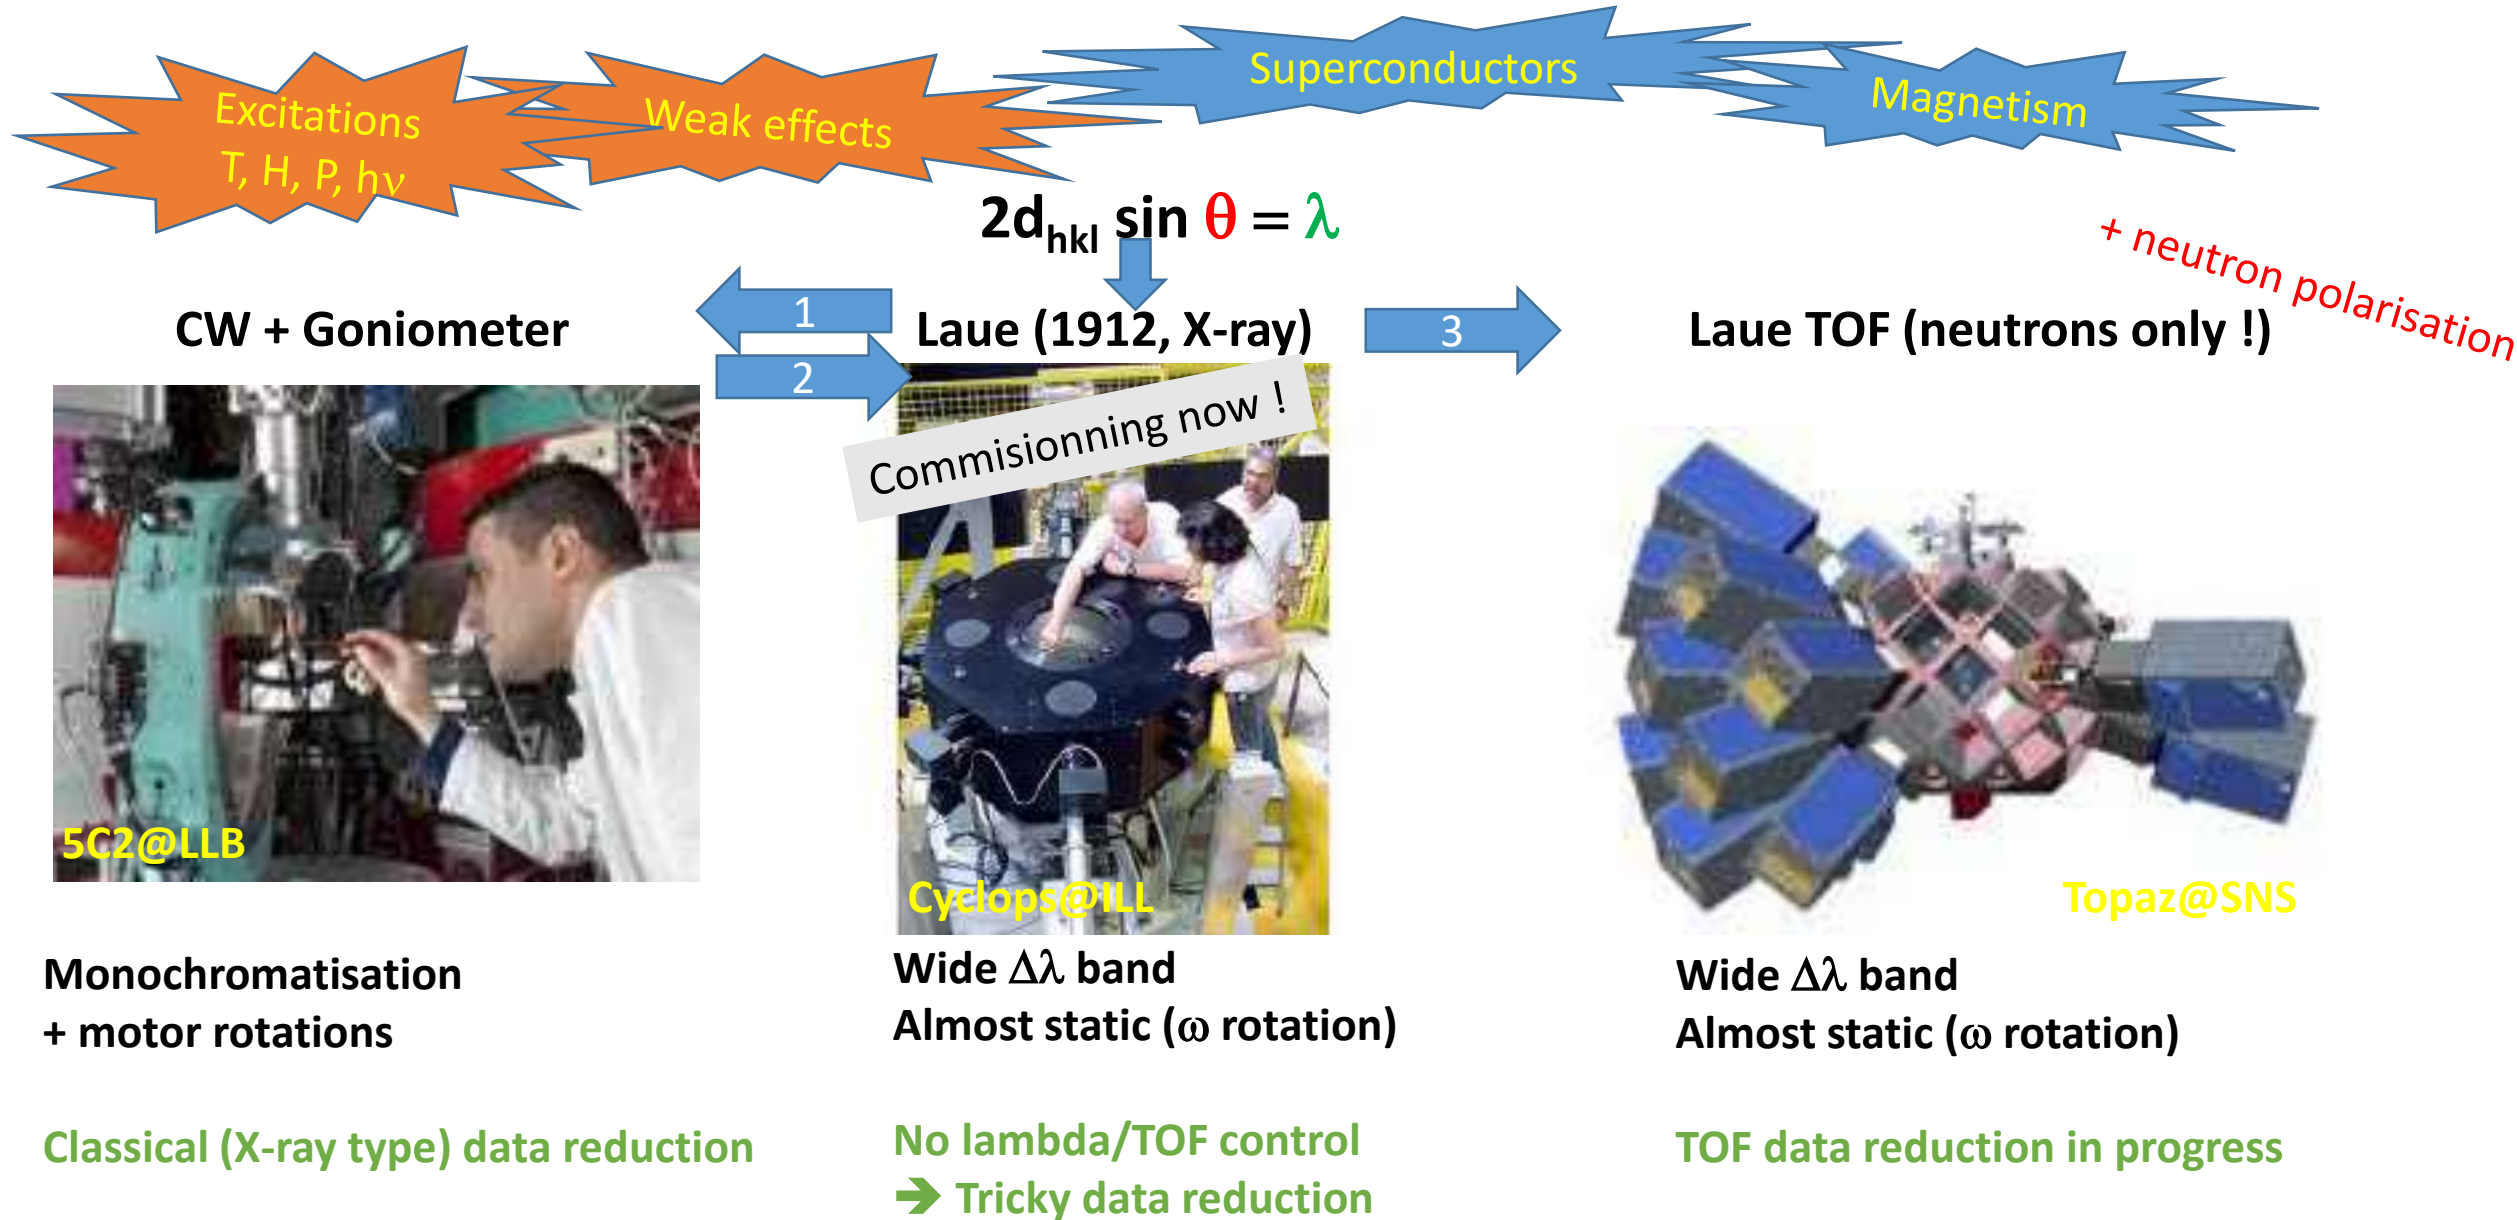 Excitations
T, H, P, hν
Weak effects
Superconductors
Magnetism
2d_hkl sin θ = λ
+ neutron polarisation
1
2
3
CW + Goniometer
Laue (1912, X-ray)
Laue TOF (neutrons only !)
Commisionning now !
5C2@LLB
Cyclops@ILL
Topaz@SNS
Monochromatisation
+ motor rotations
Classical (X-ray type) data reduction
Wide Δλ band
Almost static (ω rotation)
No lambda/TOF control
➔ Tricky data reduction
Wide Δλ band
Almost static (ω rotation)
TOF data reduction in progress